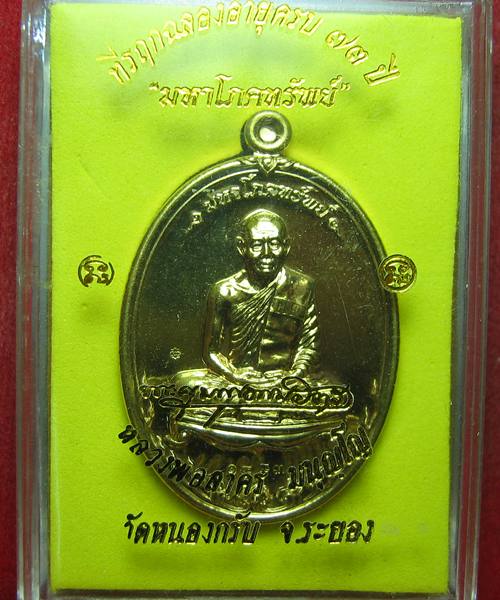 ที่ระฤกฉลองอายุครบ ๗๓ ปี
"มหาโภคทรัพย์"
มหาโภคทรัพย์
หลวงพ่อสาคร มนุญฺโญ
วัดหนองกรับ จ.ระยอง